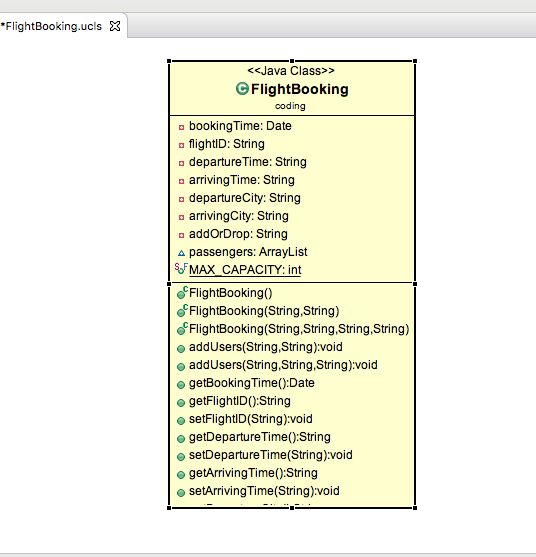 *FlightBooking.ucls
<<Java Class>>
C FlightBooking
coding
bookingTime: Date
flightID: String
departureTime: String
arrivingTime: String
departureCity: String
arrivingCity: String
addOrDrop: String
passengers: ArrayList
S F MAX_CAPACITY: int
C FlightBooking()
C FlightBooking(String,String)
C FlightBooking(String,String,String,String)
addUsers(String,String):void
addUsers(String,String,String):void
getBookingTime():Date
getFlightID():String
setFlightID(String):void
getDepartureTime():String
setDepartureTime(String):void
getArrivingTime():String
setArrivingTime(String):void